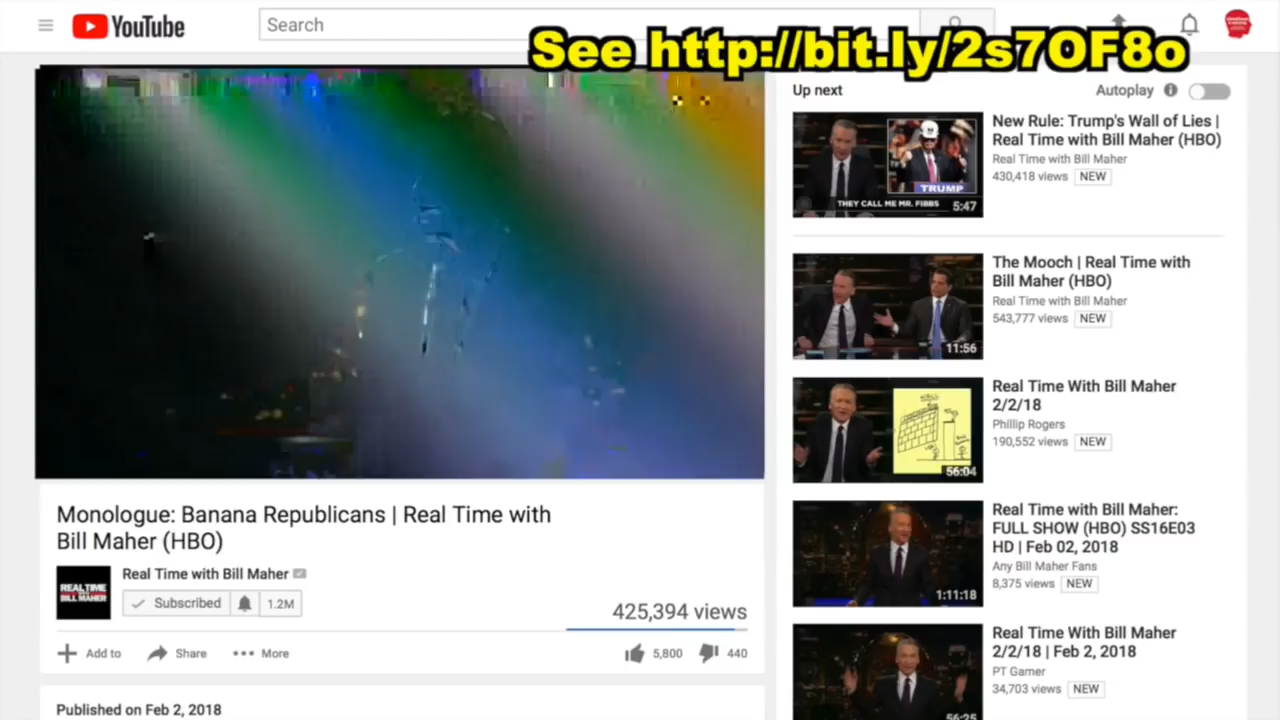 YouTube
Search
See http://bit.ly/2s7OF8o
Up next
Autoplay
New Rule: Trump's Wall of Lies |
Real Time with Bill Maher (HBO)
Real Time with Bill Maher
430,418 views NEW
TRUMP
THEY CALL ME MR. FIBBS
5:47
The Mooch | Real Time with
Bill Maher (HBO)
Real Time with Bill Maher
543,777 views NEW
11:56
Real Time With Bill Maher
2/2/18
Phillip Rogers
190,552 views NEW
56:04
Real Time with Bill Maher:
FULL SHOW (HBO) SS16E03
HD | Feb 02, 2018
Any Bill Maher Fans
8,375 views NEW
1:11:18
Real Time With Bill Maher
2/2/18 | Feb 2, 2018
PT Gamer
34,703 views NEW
56:25
Monologue: Banana Republicans | Real Time with
Bill Maher (HBO)
REAL TIME
BILL MAHER
Real Time with Bill Maher
Subscribed 1.2M
425,394 views
Add to Share More 5,800 440
Published on Feb 2, 2018